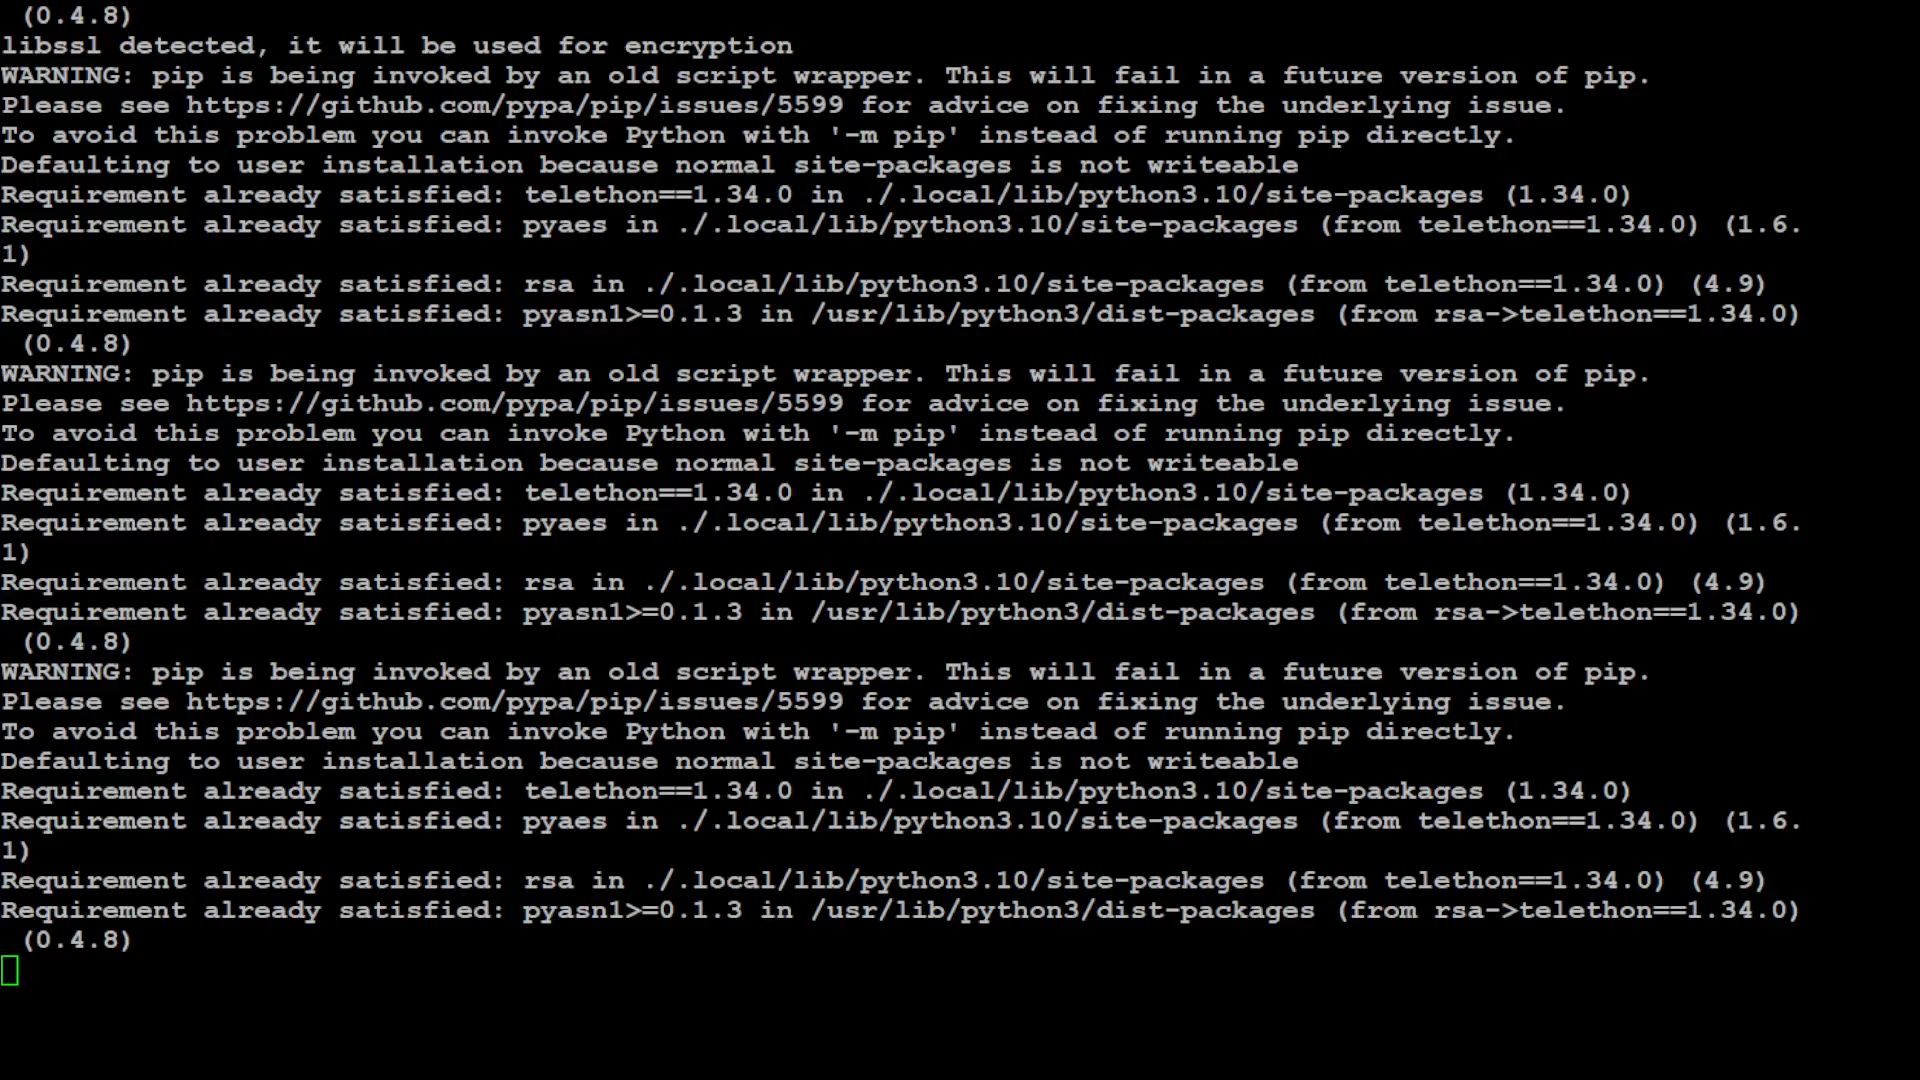 (0.4.8)
libssl detected, it will be used for encryption
WARNING: pip is being invoked by an old script wrapper. This will fail in a future version of pip.
Please see https://github.com/pypa/pip/issues/5599 for advice on fixing the underlying issue.
To avoid this problem you can invoke Python with '-m pip' instead of running pip directly.
Defaulting to user installation because normal site-packages is not writeable
Requirement already satisfied: telethon==1.34.0 in ./.local/lib/python3.10/site-packages (1.34.0)
Requirement already satisfied: pyaes in ./.local/lib/python3.10/site-packages (from telethon==1.34.0) (1.6.
1)
Requirement already satisfied: rsa in ./.local/lib/python3.10/site-packages (from telethon==1.34.0) (4.9)
Requirement already satisfied: pyasn1>=0.1.3 in /usr/lib/python3/dist-packages (from rsa->telethon==1.34.0)
(0.4.8)
WARNING: pip is being invoked by an old script wrapper. This will fail in a future version of pip.
Please see https://github.com/pypa/pip/issues/5599 for advice on fixing the underlying issue.
To avoid this problem you can invoke Python with '-m pip' instead of running pip directly.
Defaulting to user installation because normal site-packages is not writeable
Requirement already satisfied: telethon==1.34.0 in ./.local/lib/python3.10/site-packages (1.34.0)
Requirement already satisfied: pyaes in ./.local/lib/python3.10/site-packages (from telethon==1.34.0) (1.6.
1)
Requirement already satisfied: rsa in ./.local/lib/python3.10/site-packages (from telethon==1.34.0) (4.9)
Requirement already satisfied: pyasn1>=0.1.3 in /usr/lib/python3/dist-packages (from rsa->telethon==1.34.0)
(0.4.8)
WARNING: pip is being invoked by an old script wrapper. This will fail in a future version of pip.
Please see https://github.com/pypa/pip/issues/5599 for advice on fixing the underlying issue.
To avoid this problem you can invoke Python with '-m pip' instead of running pip directly.
Defaulting to user installation because normal site-packages is not writeable
Requirement already satisfied: telethon==1.34.0 in ./.local/lib/python3.10/site-packages (1.34.0)
Requirement already satisfied: pyaes in ./.local/lib/python3.10/site-packages (from telethon==1.34.0) (1.6.
1)
Requirement already satisfied: rsa in ./.local/lib/python3.10/site-packages (from telethon==1.34.0) (4.9)
Requirement already satisfied: pyasn1>=0.1.3 in /usr/lib/python3/dist-packages (from rsa->telethon==1.34.0)
(0.4.8)